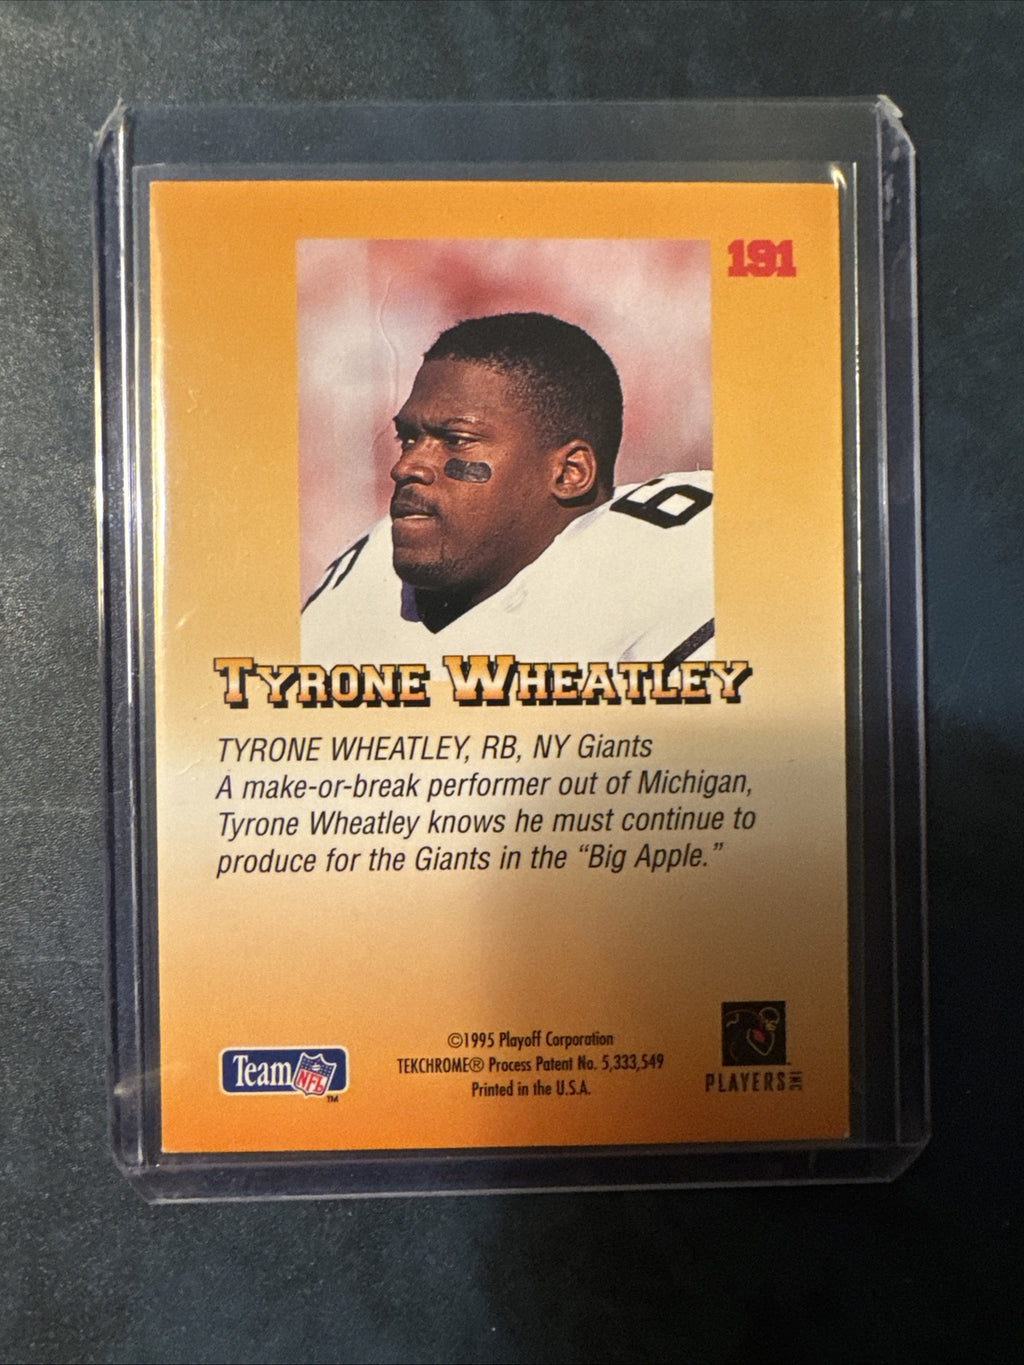 191
6
TYRONE WHEATLEY
TYRONE WHEATLEY, RB, NY Giants
A make-or-break performer out of Michigan,
Tyrone Wheatley knows he must continue to
produce for the Giants in the “Big Apple.”
©1995 Playoff Corporation
TEKCHROME® Process Patent No. 5,333,549
Printed in the U.S.A.
Team NFL™
PLAYERS INC